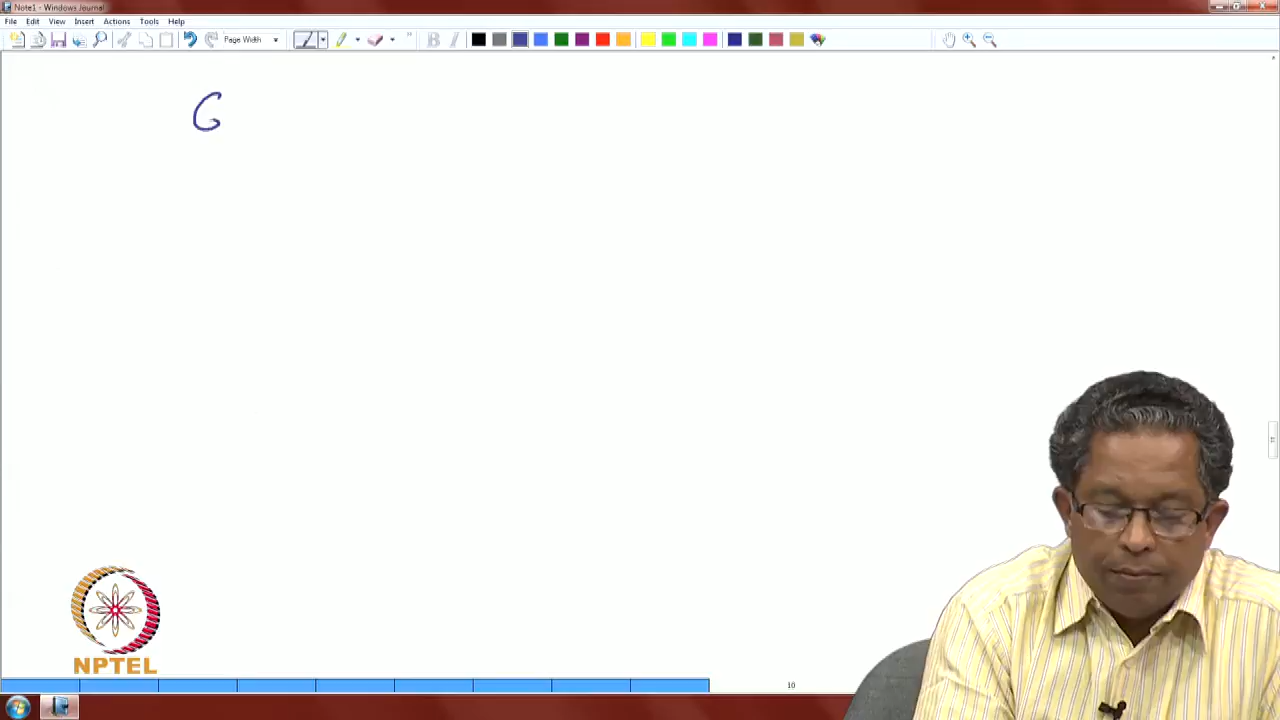 Note1 - Windows Journal
File Edit View Insert Actions Tools Help
Page Width
B I
G
NPTEL
10